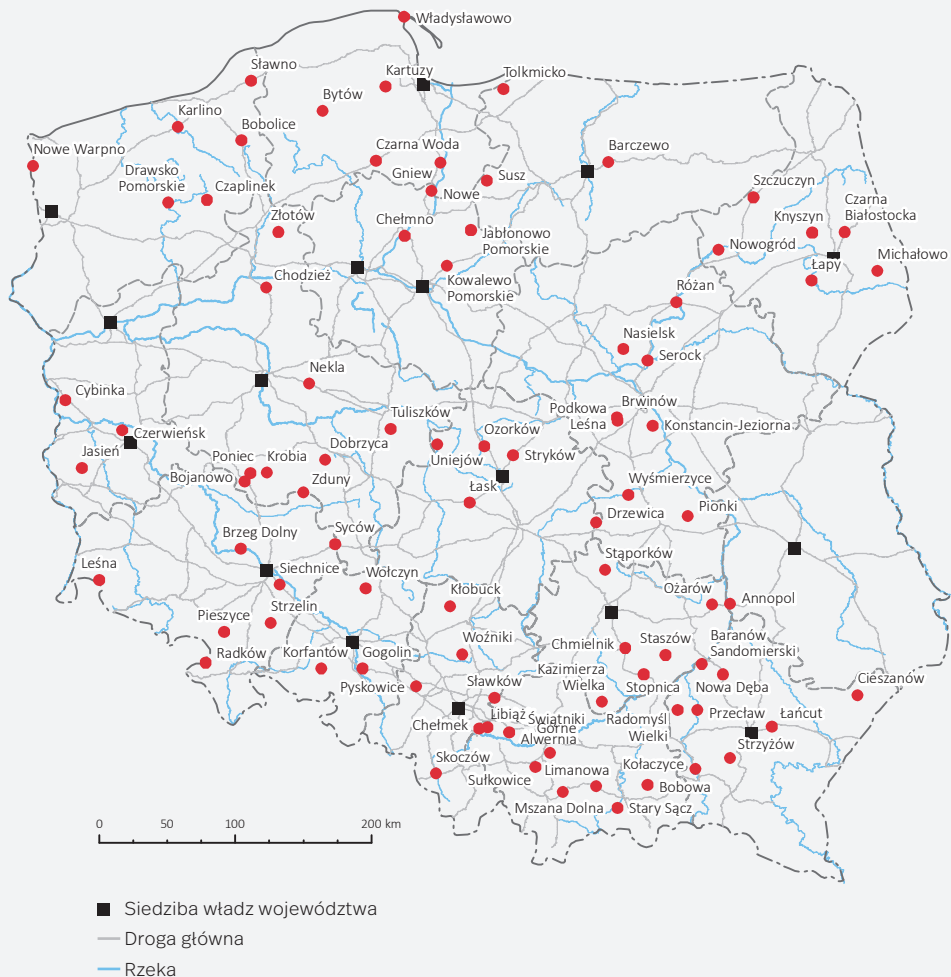 Władysławowo
Sławno
Kartuzy
Tolkmicko
Bytów
Karlino
Bobolice
Nowe Warpno
Czarna Woda
Barczewo
Drawsko
Pomorskie
Czaplinek
Gniew
Susz
Nowe
Szczuczyn
Złotów
Chełmno
Jabłonowo
Pomorskie
Knyszyn
Czarna
Białostocka
Nowogród
Michałowo
Łapy
Chodzież
Kowalewo
Pomorskie
Różan
Nasielsk
Serock
Nekla
Cybinka
Tuliszków
Podkowa
Leśna
Brwinów
Konstancin-Jeziorna
Czerwieńsk
Dobrzyca
Ozorków
Uniejów
Stryków
Jasień
Poniec
Krobia
Bojanowo
Zduny
Łask
Wyśmierzyce
Drzewica
Pionki
Brzeg Dolny
Syców
Stąporków
Leśna
Siechnice
Wołczyn
Kłobuck
Ożarów
Annopol
Pieszyce
Strzelin
Woźniki
Chmielnik
Staszów
Baranów
Sandomierski
Radków
Korfantów
Gogolin
Kazimierza
Wielka
Cieszanów
Pyskowice
Sławków
Stopnica
Nowa Dęba
Chełmek
Libiąż
Świątniki
Górne
Radomyśl
Wielki
Przecław
Łańcut
Alwernia
Strzyżów
Skoczów
Sułkowice
Limanowa
Kołaczyce
Bobowa
Mszana Dolna
Stary Sącz
0 50 100 200 km
Siedziba władz województwa
Droga główna
Rzeka